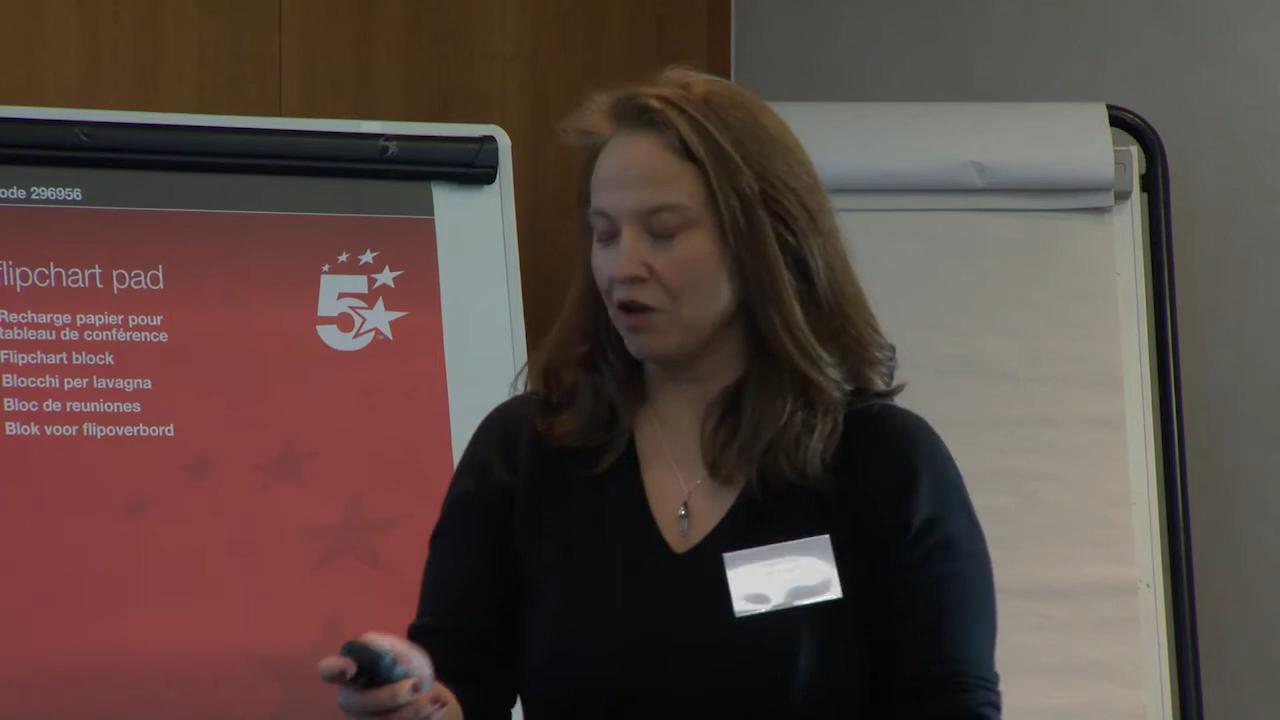 ode 296956
flipchart pad
5
Recharge papier pour
tableau de conférence
Flipchart block
Blocchi per lavagna
Bloc de reuniones
Blok voor flipoverbord